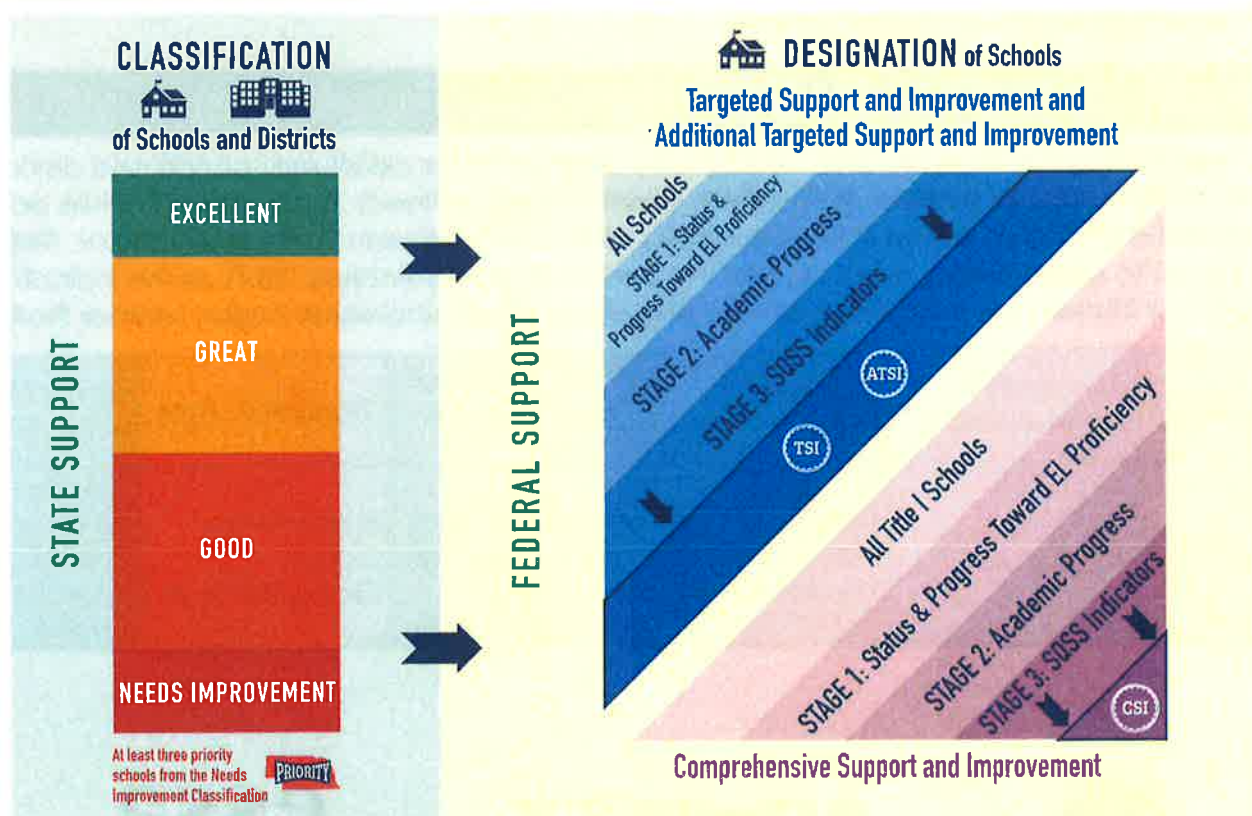 CLASSIFICATION
of Schools and Districts
STATE SUPPORT
EXCELLENT
GREAT
GOOD
NEEDS IMPROVEMENT
At least three priority
schools from the Needs
Improvement Classification
PRIORITY
FEDERAL SUPPORT
DESIGNATION of Schools
Targeted Support and Improvement and
Additional Targeted Support and Improvement
All Schools
STAGE 1: Status &
Progress Toward EL Proficiency
STAGE 2: Academic Progress
STAGE 3: SQSS Indicators
ATSI
TSI
All Title I Schools
STAGE 1: Status & Progress Toward EL Proficiency
STAGE 2: Academic Progress
STAGE 3: SQSS Indicators
CSI
Comprehensive Support and Improvement